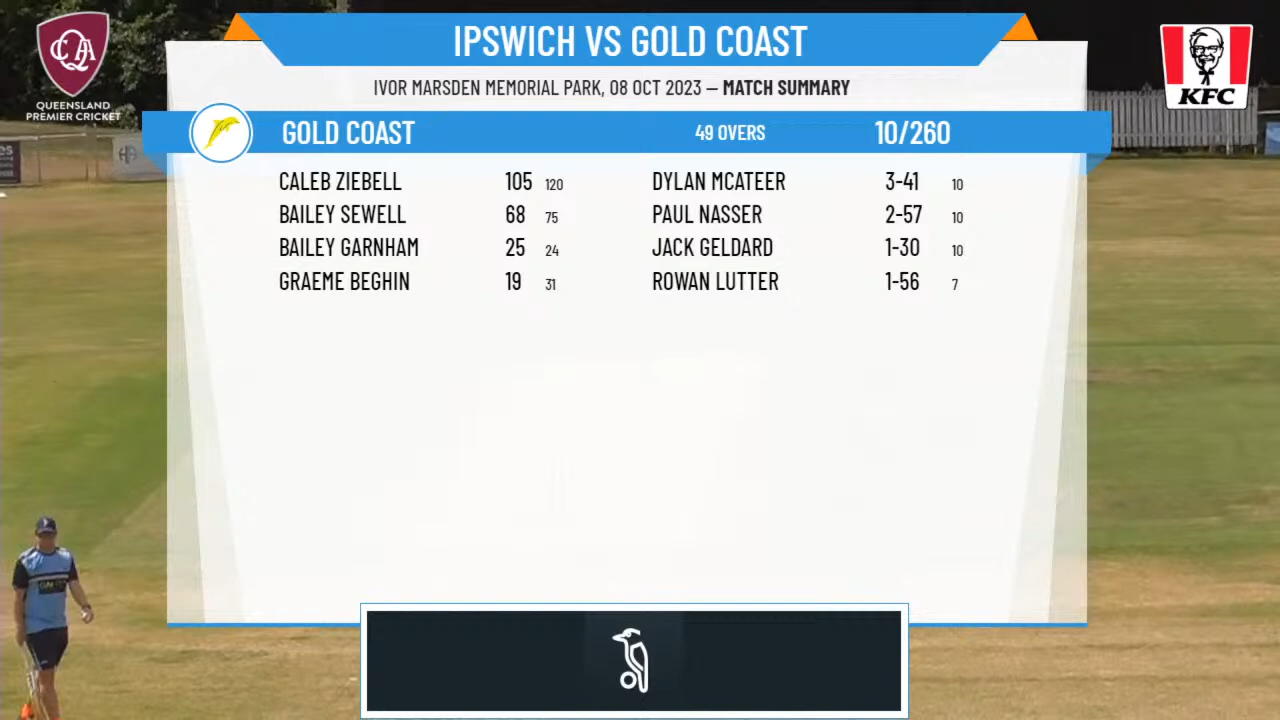 IPSWICH VS GOLD COAST
QUEENSLAND
PREMIER CRICKET
KFC
IVOR MARSDEN MEMORIAL PARK, 08 OCT 2023 – MATCH SUMMARY
GOLD COAST 49 OVERS 10/260
CALEB ZIEBELL 105 120 DYLAN MCATEER 3-41 10
BAILEY SEWELL 68 75 PAUL NASSER 2-57 10
BAILEY GARNHAM 25 24 JACK GELDARD 1-30 10
GRAEME BEGHIN 19 31 ROWAN LUTTER 1-56 7